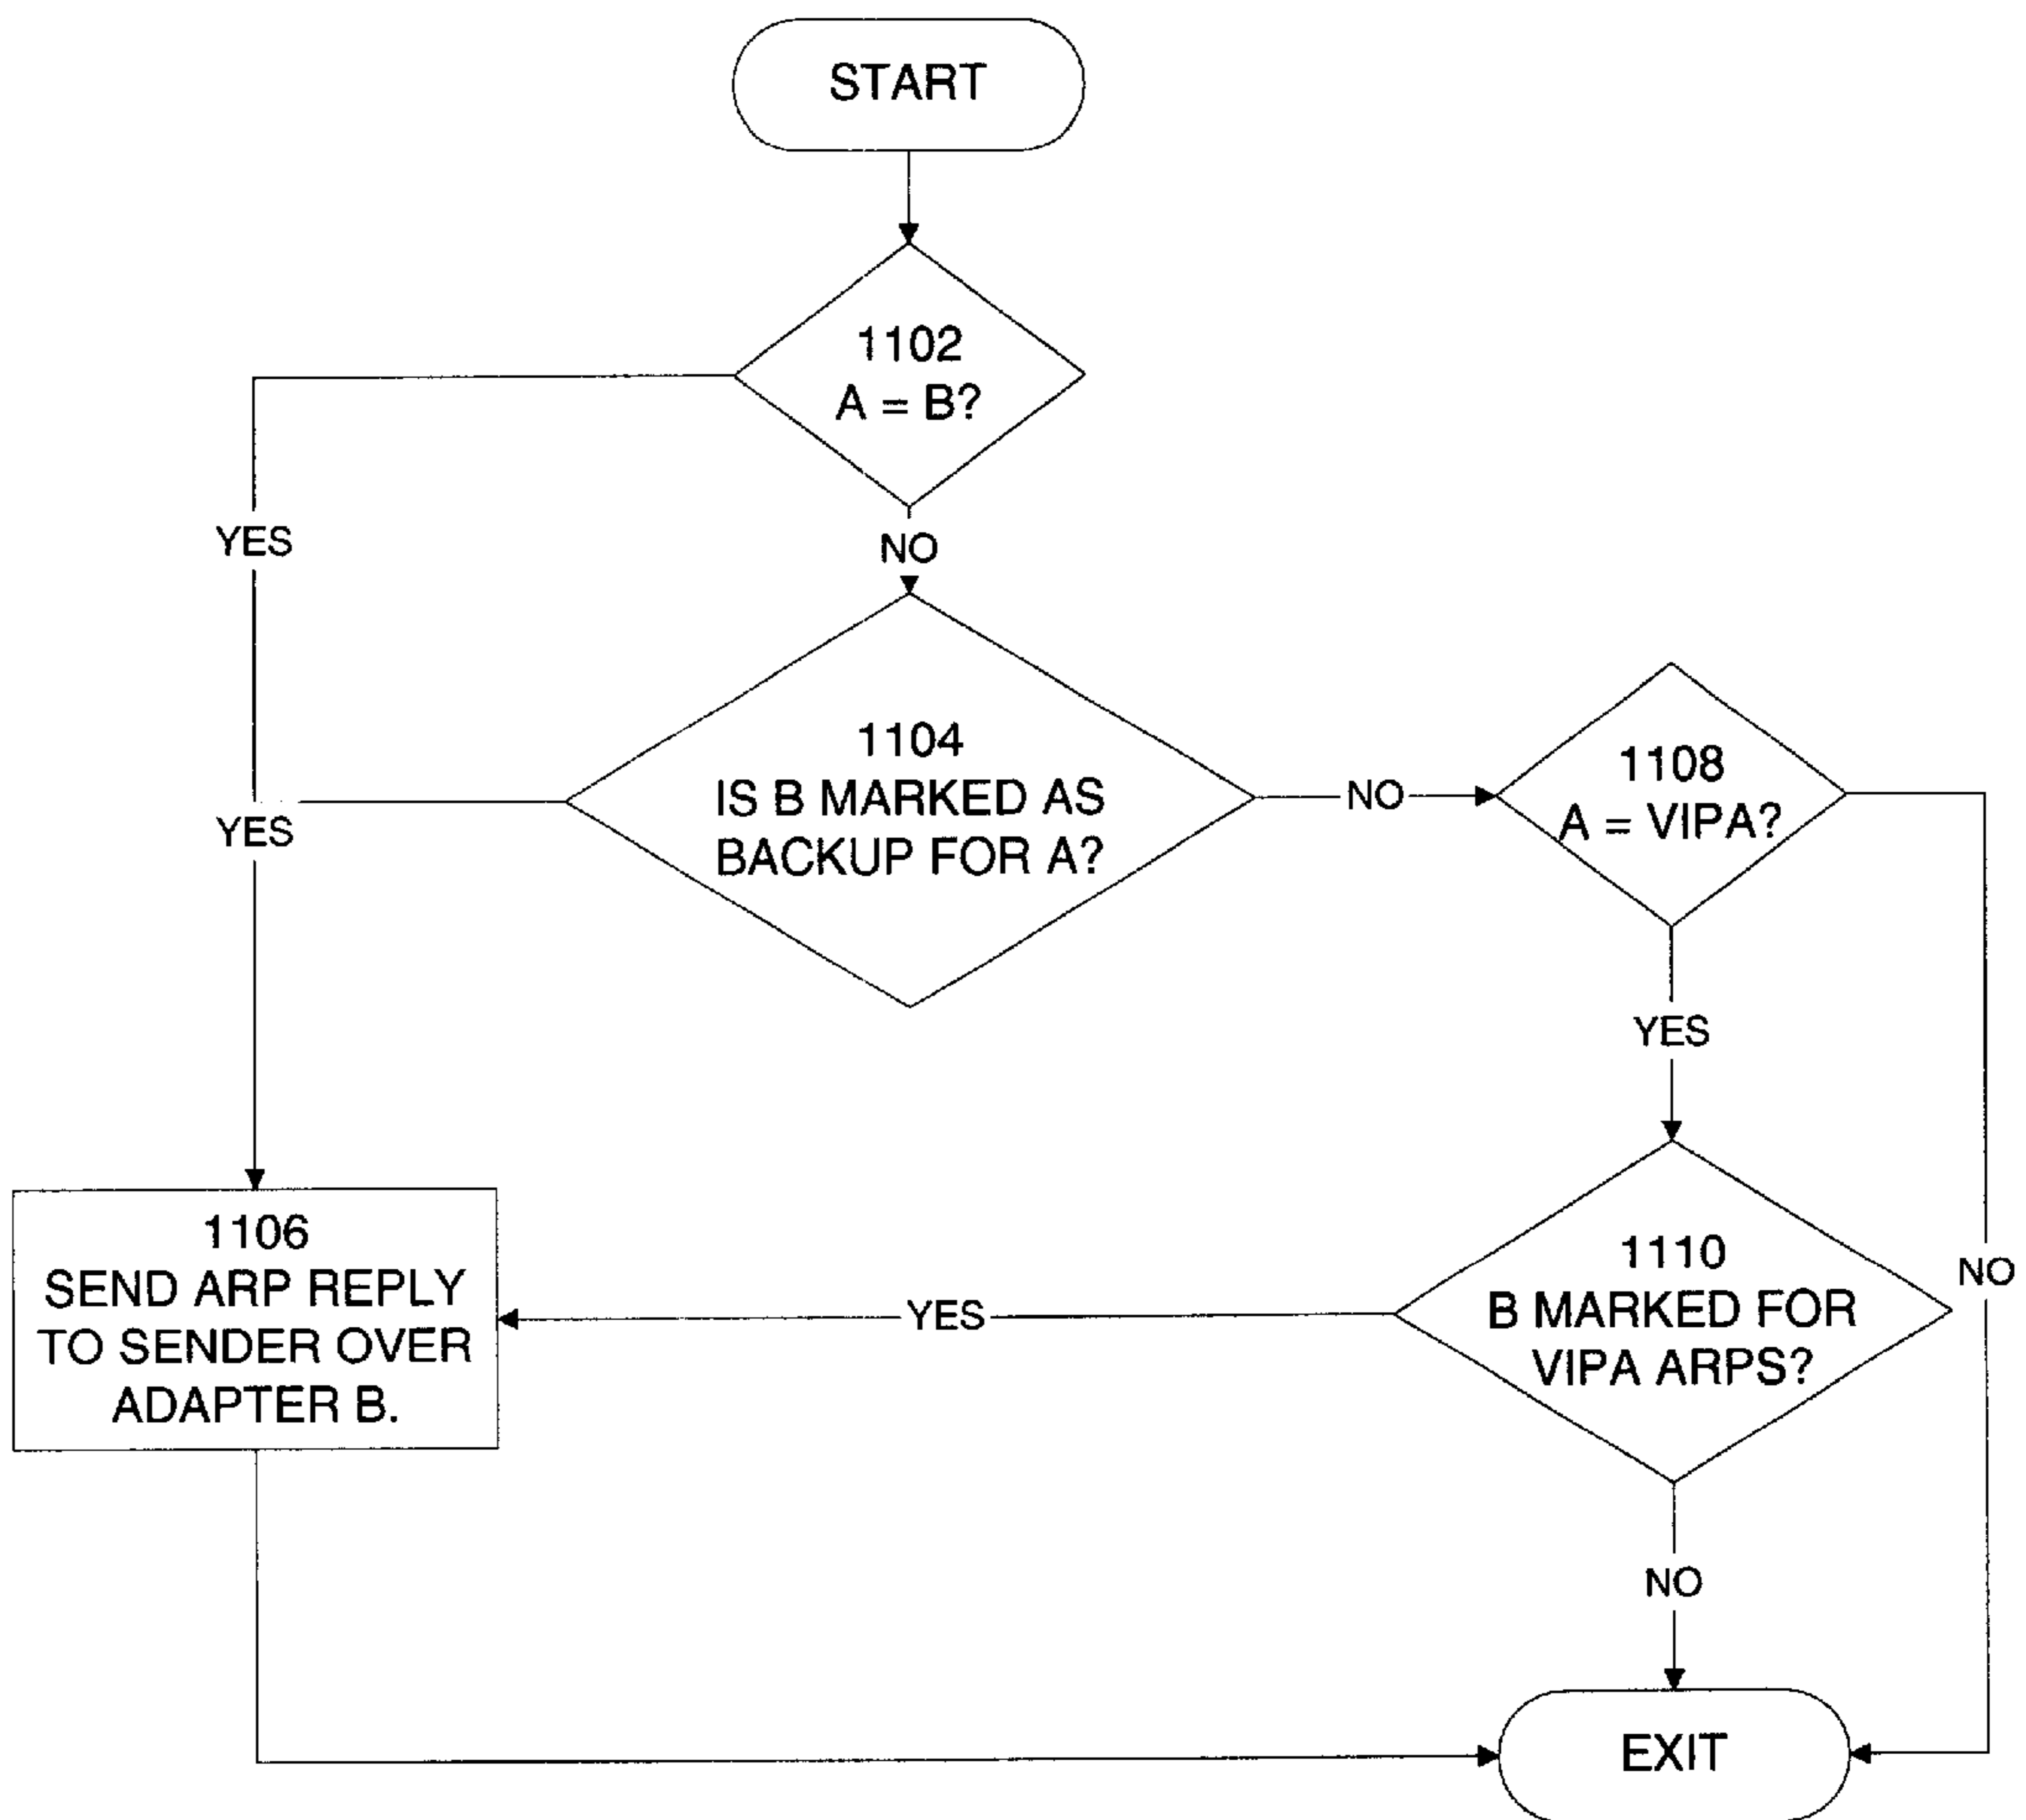 START
1102
A = B?
YES
NO
1104
IS B MARKED AS
BACKUP FOR A?
YES
NO
1108
A = VIPA?
YES
NO
1106
SEND ARP REPLY
TO SENDER OVER
ADAPTER B.
YES
1110
B MARKED FOR
VIPA ARPS?
NO
EXIT